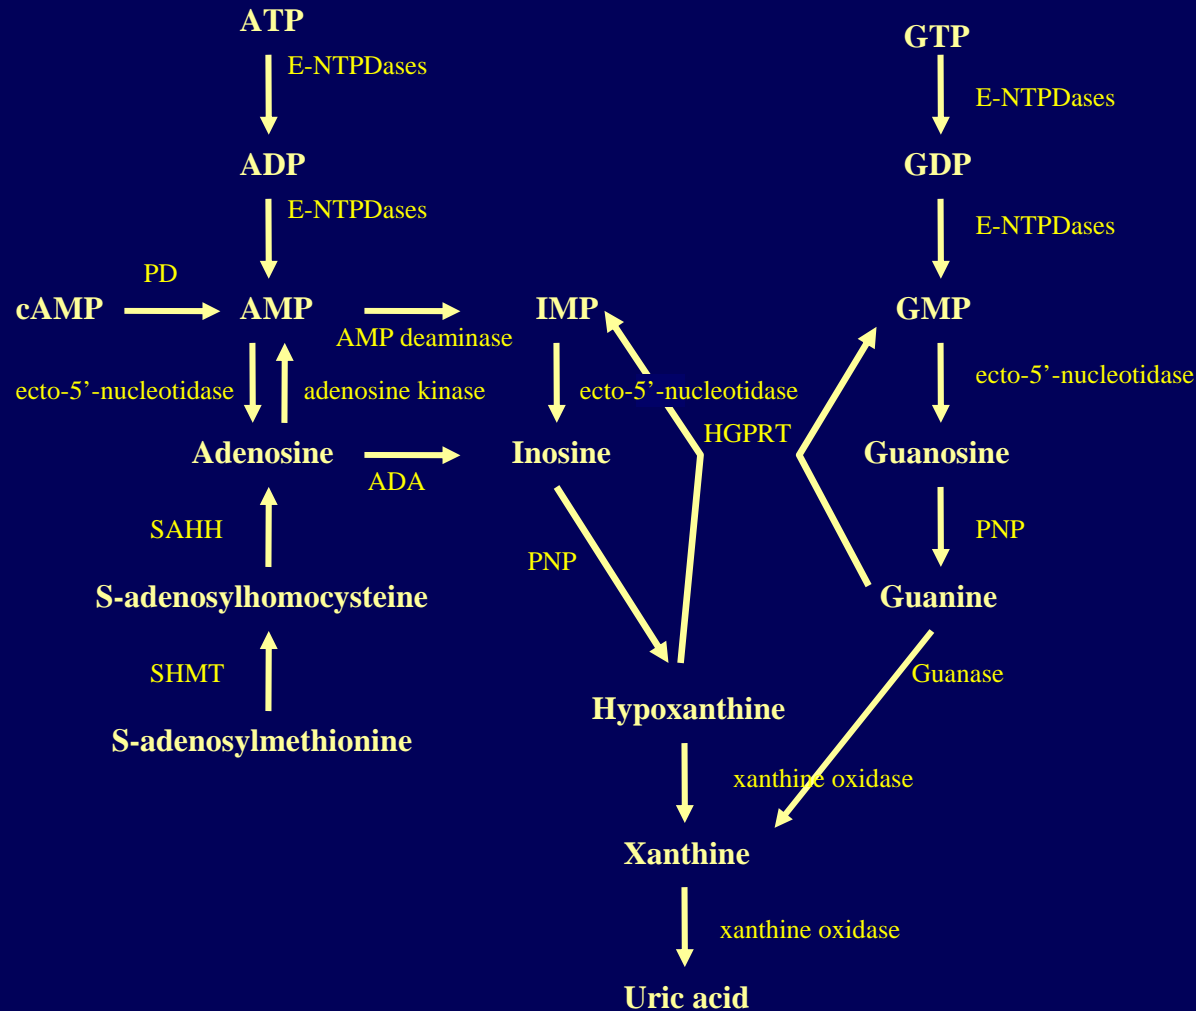 ATP
GTP
E-NTPDases
E-NTPDases
ADP
GDP
E-NTPDases
E-NTPDases
PD
cAMP
AMP
IMP
GMP
AMP deaminase
ecto-5’-nucleotidase
adenosine kinase
ecto-5’-nucleotidase
ecto-5’-nucleotidase
HGPRT
Adenosine
Inosine
Guanosine
ADA
SAHH
PNP
PNP
S-adenosylhomocysteine
Guanine
SHMT
Guanase
Hypoxanthine
S-adenosylmethionine
xanthine oxidase
Xanthine
xanthine oxidase
Uric acid